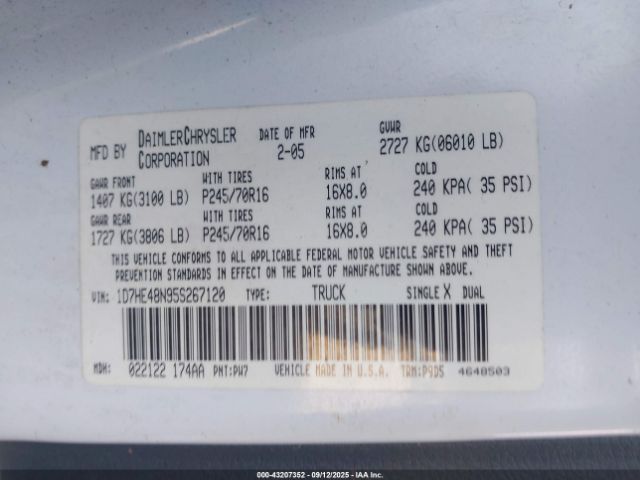 MFD BY DAIMLERCHRYSLER CORPORATION DATE OF MFR 2-05 GVWR 2727 KG(06010 LB)
GAWR FRONT WITH TIRES RIMS AT COLD
1407 KG(3100 LB) P245/70R16 16X8.0 240 KPA( 35 PSI)
GAWR REAR WITH TIRES RIMS AT COLD
1727 KG(3806 LB) P245/70R16 16X8.0 240 KPA( 35 PSI)
THIS VEHICLE CONFORMS TO ALL APPLICABLE FEDERAL MOTOR VEHICLE SAFETY AND THEFT
PREVENTION STANDARDS IN EFFECT ON THE DATE OF MANUFACTURE SHOWN ABOVE.
VIN: 1D7HE48N95S267120 TYPE: TRUCK SINGLE X DUAL
MDH: 022122 174AA PNT:PW7 VEHICLE MADE IN U.S.A. TRM:P9D5 4648503
000-43207352 - 09/12/2025 - IAA Inc.